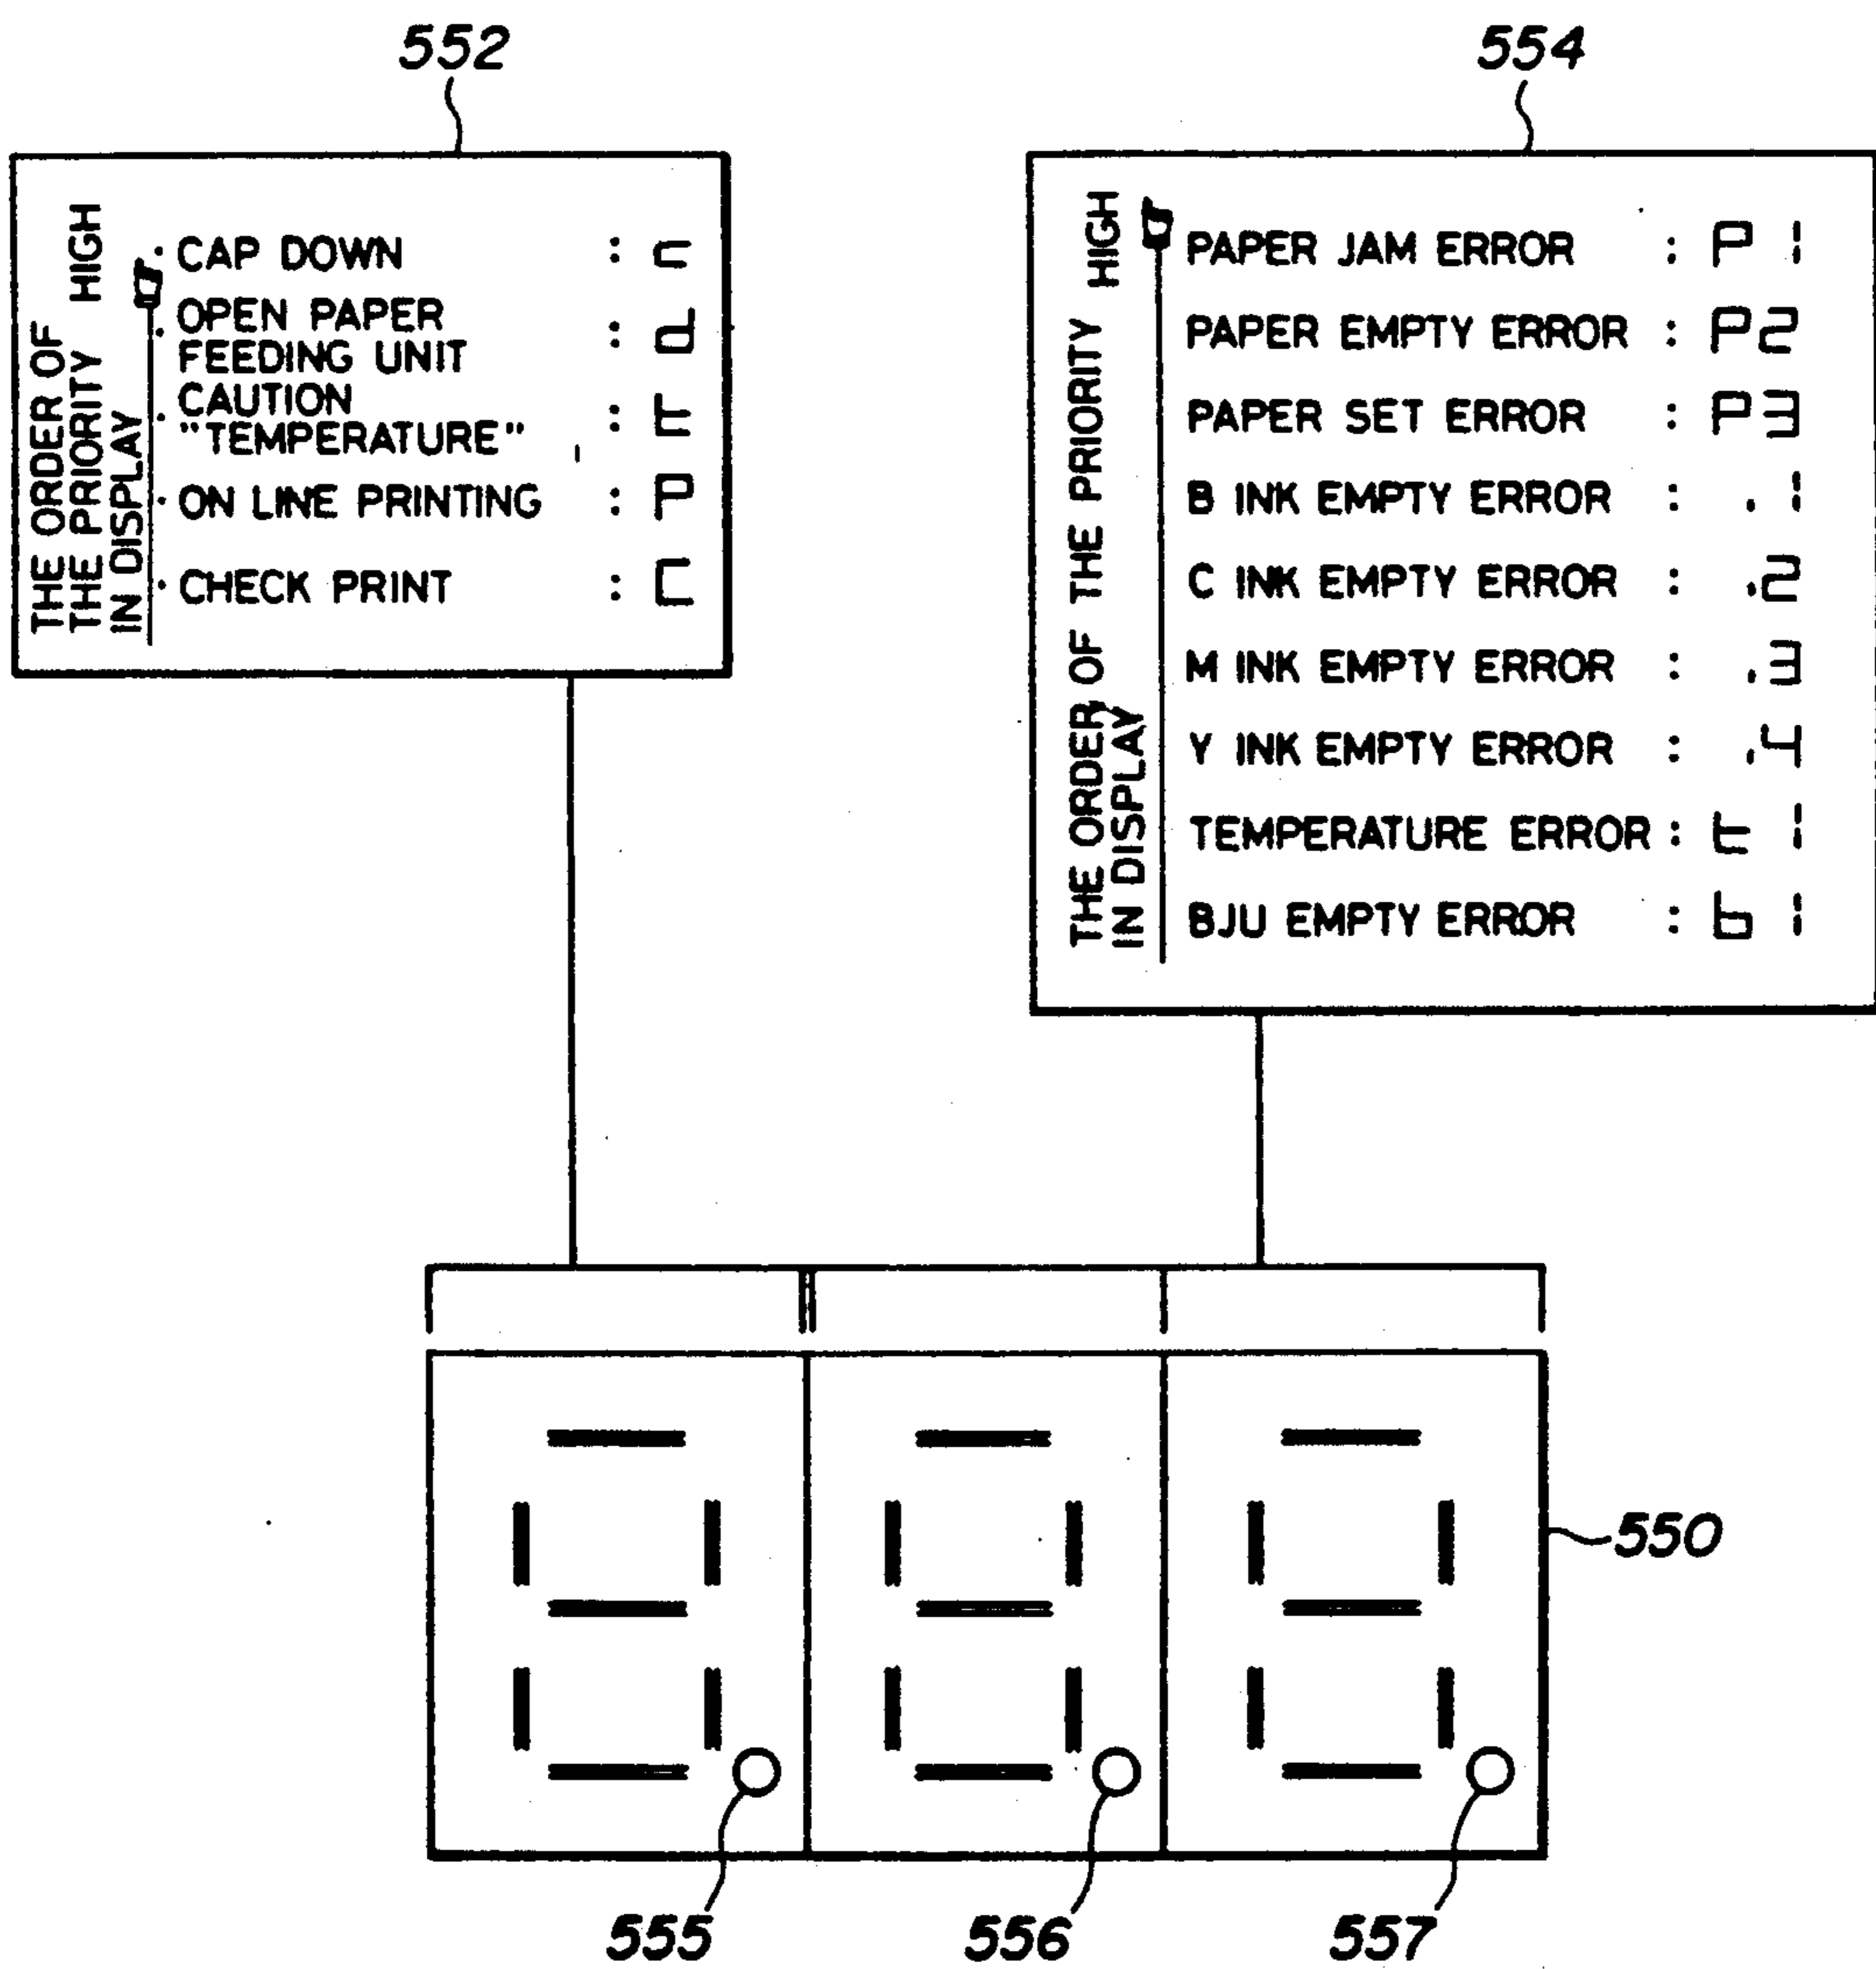 552
THE ORDER OF
THE PRIORITY HIGH
IN DISPLAY
· CAP DOWN : n
· OPEN PAPER
FEEDING UNIT : d
· CAUTION
"TEMPERATURE" : t
· ON LINE PRINTING : P
· CHECK PRINT : C
554
THE ORDER OF THE PRIORITY HIGH
IN DISPLAY
PAPER JAM ERROR : P1
PAPER EMPTY ERROR : P2
PAPER SET ERROR : P3
B INK EMPTY ERROR : .1
C INK EMPTY ERROR : .2
M INK EMPTY ERROR : .3
Y INK EMPTY ERROR : .4
TEMPERATURE ERROR : t1
BJU EMPTY ERROR : b1
550
555
556
557